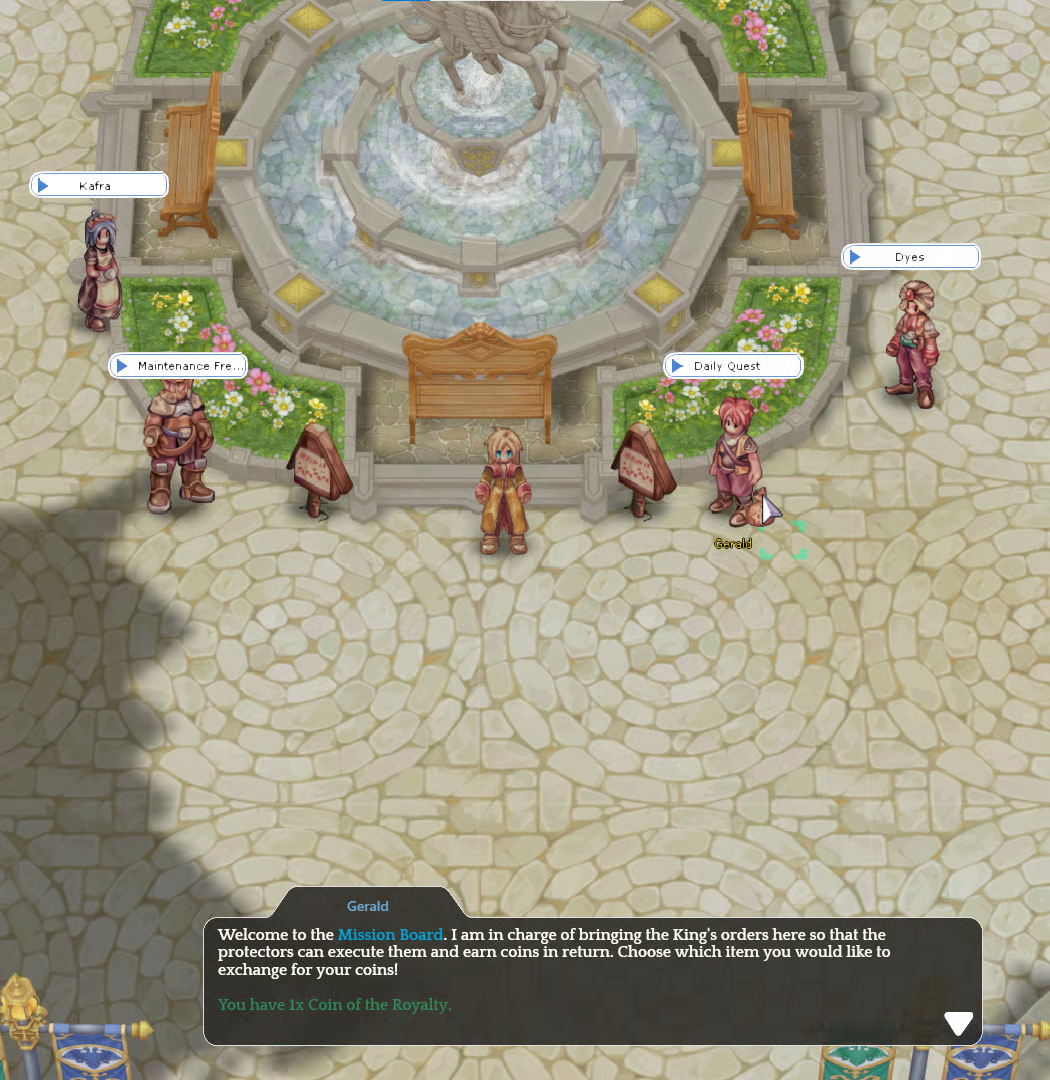 Kafra
Dyes
Maintenance Fre...
Daily Quest
Gerald
Gerald
Welcome to the Mission Board. I am in charge of bringing the King's orders here so that the
protectors can execute them and earn coins in return. Choose which item you would like to
exchange for your coins!
You have 1x Coin of the Royalty.